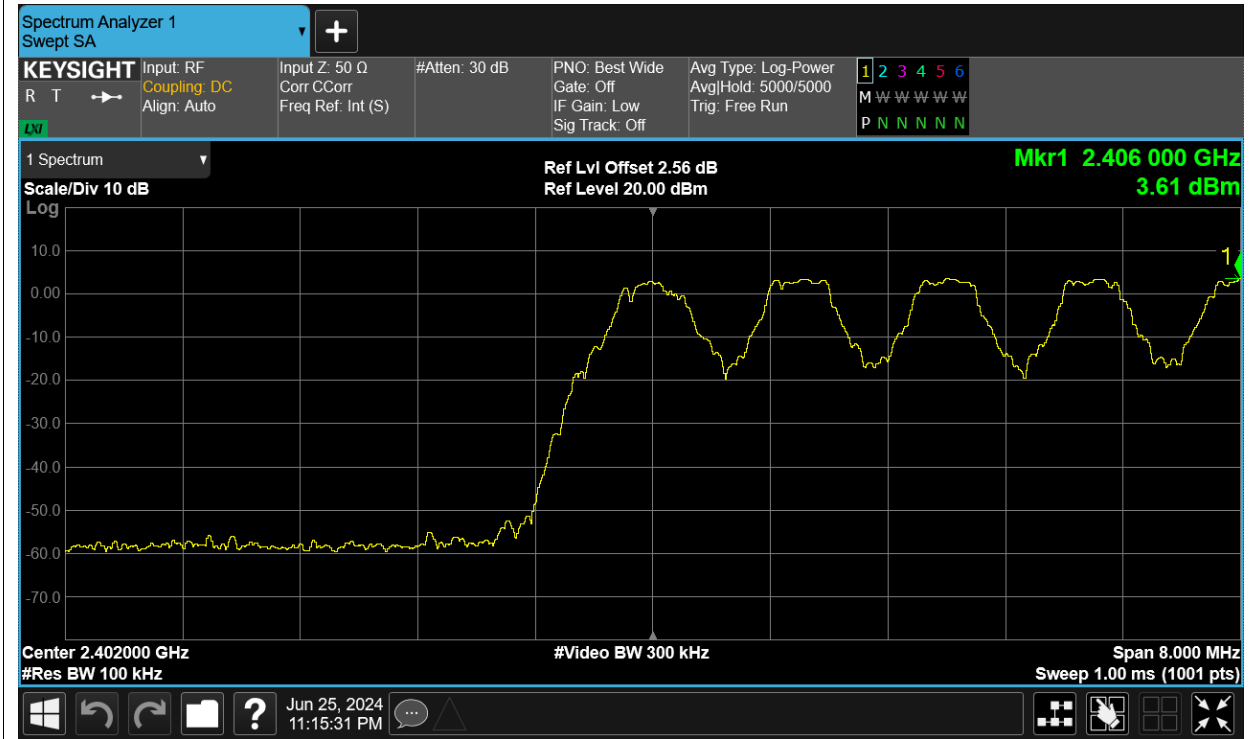 Spectrum Analyzer 1
Swept SA
KEYSIGHT
R T
LXI
Input: RF
Coupling: DC
Align: Auto
Input Z: 50 Ω
Corr CCorr
Freq Ref: Int (S)
#Atten: 30 dB
PNO: Best Wide
Gate: Off
IF Gain: Low
Sig Track: Off
Avg Type: Log-Power
Avg|Hold: 5000/5000
Trig: Free Run
1 2 3 4 5 6
M W W W W W
P N N N N N
1 Spectrum
Scale/Div 10 dB
Log
Ref Lvl Offset 2.56 dB
Ref Level 20.00 dBm
Mkr1 2.406 000 GHz
3.61 dBm
1
10.0
0.00
-10.0
-20.0
-30.0
-40.0
-50.0
-60.0
-70.0
Center 2.402000 GHz
#Res BW 100 kHz
#Video BW 300 kHz
Span 8.000 MHz
Sweep 1.00 ms (1001 pts)
?
Jun 25, 2024
11:15:31 PM